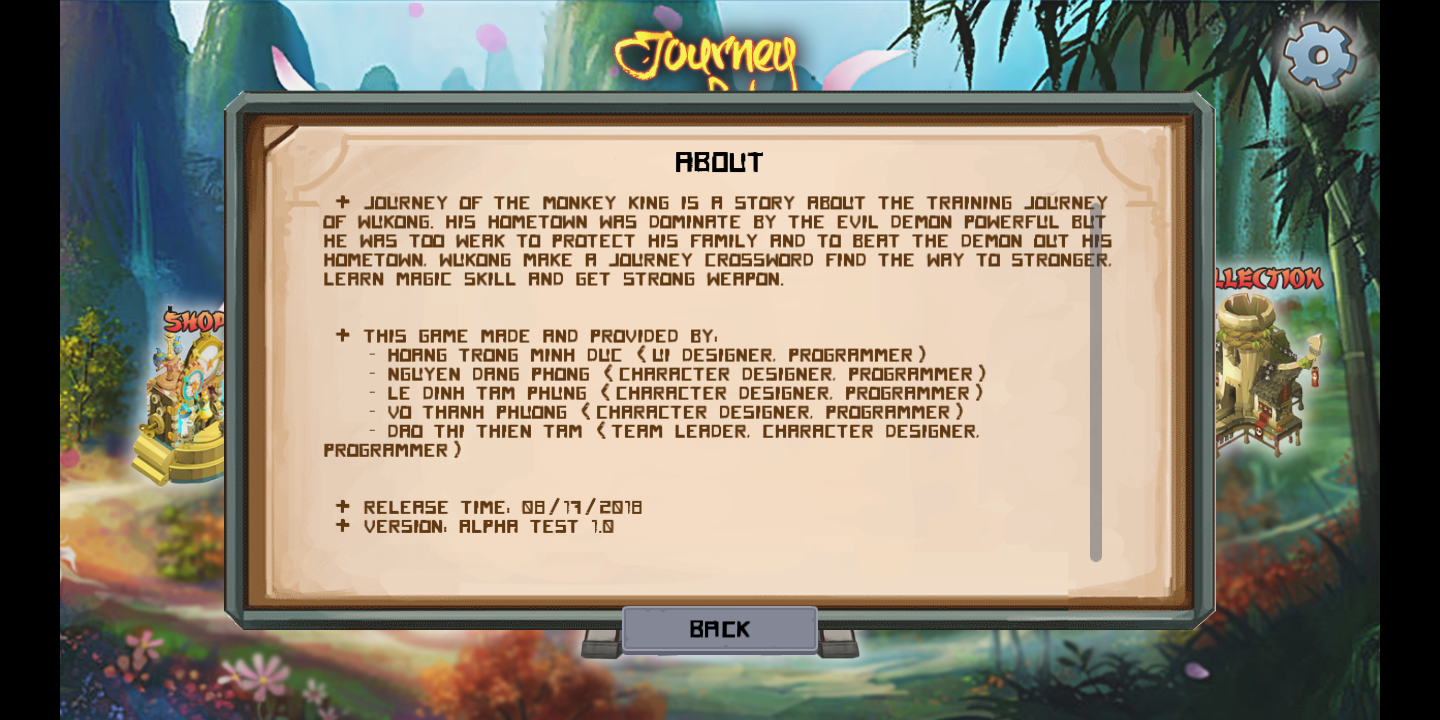 Journey
ABOUT
+ JOURNEY OF THE MONKEY KING IS A STORY ABOUT THE TRAINING JOURNEY
OF WUKONG. HIS HOMETOWN WAS DOMINATE BY THE EVIL DEMON POWERFUL BUT
HE WAS TOO WEAK TO PROTECT HIS FAMILY AND TO BEAT THE DEMON OUT HIS
HOMETOWN. WUKONG MAKE A JOURNEY CROSSWORD FIND THE WAY TO STRONGER,
LEARN MAGIC SKILL AND GET STRONG WEAPON.
SHOP
LLECTION
+ THIS GAME MADE AND PROVIDED BY:
- HOANG TRONG MINH DUC (UI DESIGNER, PROGRAMMER)
- NGUYEN DANG PHONG (CHARACTER DESIGNER, PROGRAMMER)
- LE DINH TAM PHUNG (CHARACTER DESIGNER, PROGRAMMER)
- VO THANH PHUONG (CHARACTER DESIGNER, PROGRAMMER)
- DAO THI THIEN TAM (TEAM LEADER, CHARACTER DESIGNER,
PROGRAMMER)
+ RELEASE TIME: 08/17/2018
+ VERSION: ALPHA TEST 1.0
BACK